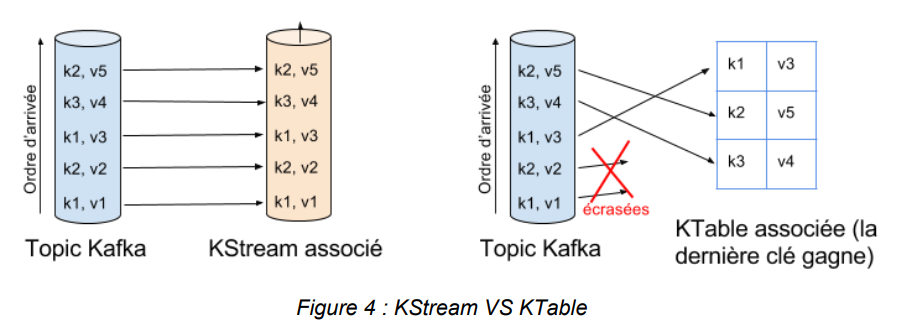 Ordre d'arrivée
k2, v5
k3, v4
k1, v3
k2, v2
k1, v1
Topic Kafka
k2, v5
k3, v4
k1, v3
k2, v2
k1, v1
KStream associé
Ordre d'arrivée
k2, v5
k3, v4
k1, v3
k2, v2
k1, v1
écrasées
Topic Kafka
k1 v3
k2 v5
k3 v4
KTable associée (la
dernière clé gagne)
Figure 4 : KStream VS KTable